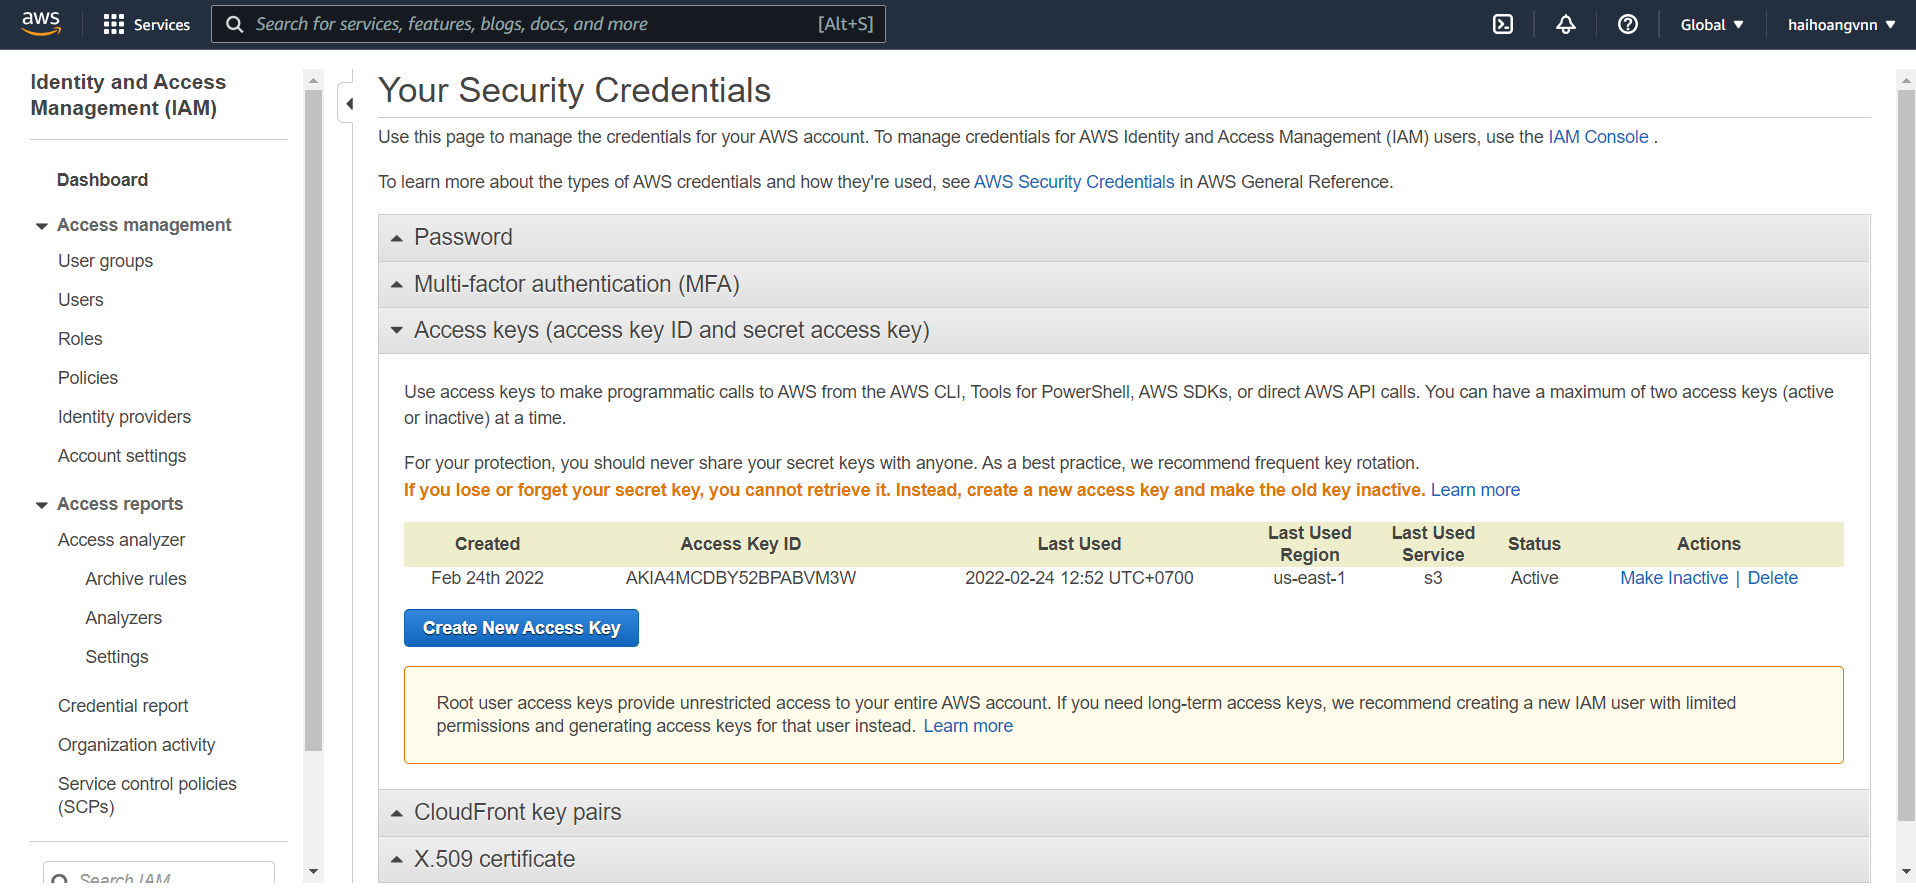 aws
Services
Search for services, features, blogs, docs, and more
[Alt+S]
Global
haihoangvnn
Identity and Access
Management (IAM)
Dashboard
Access management
User groups
Users
Roles
Policies
Identity providers
Account settings
Access reports
Access analyzer
Archive rules
Analyzers
Settings
Credential report
Organization activity
Service control policies
(SCPs)
Search IAM
Your Security Credentials
Use this page to manage the credentials for your AWS account. To manage credentials for AWS Identity and Access Management (IAM) users, use the IAM Console .
To learn more about the types of AWS credentials and how they're used, see AWS Security Credentials in AWS General Reference.
Password
Multi-factor authentication (MFA)
Access keys (access key ID and secret access key)
Use access keys to make programmatic calls to AWS from the AWS CLI, Tools for PowerShell, AWS SDKs, or direct AWS API calls. You can have a maximum of two access keys (active
or inactive) at a time.
For your protection, you should never share your secret keys with anyone. As a best practice, we recommend frequent key rotation.
If you lose or forget your secret key, you cannot retrieve it. Instead, create a new access key and make the old key inactive. Learn more
Created Access Key ID Last Used Last Used Region Last Used Service Status Actions
Feb 24th 2022 AKIA4MCDBY52BPABVM3W 2022-02-24 12:52 UTC+0700 us-east-1 s3 Active Make Inactive | Delete
Create New Access Key
Root user access keys provide unrestricted access to your entire AWS account. If you need long-term access keys, we recommend creating a new IAM user with limited
permissions and generating access keys for that user instead. Learn more
CloudFront key pairs
X.509 certificate